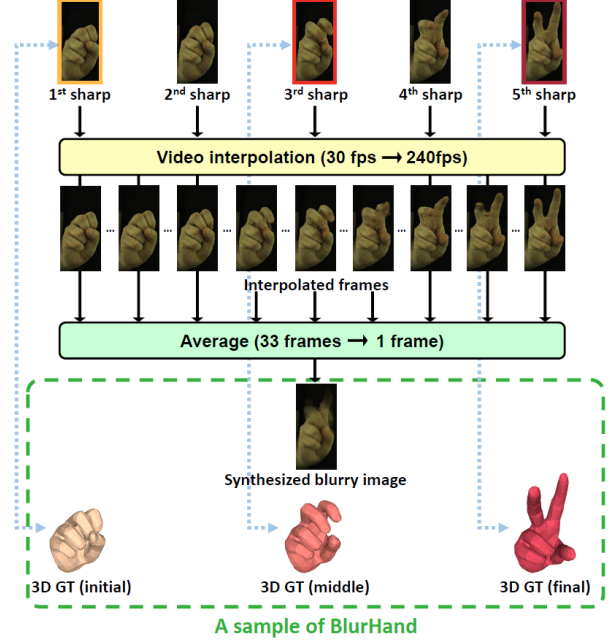 1st sharp
2nd sharp
3rd sharp
4th sharp
5th sharp
Video interpolation (30 fps → 240fps)
... ... ... ... ... ... ... ...
Interpolated frames
Average (33 frames → 1 frame)
Synthesized blurry image
3D GT (initial)
3D GT (middle)
3D GT (final)
A sample of BlurHand